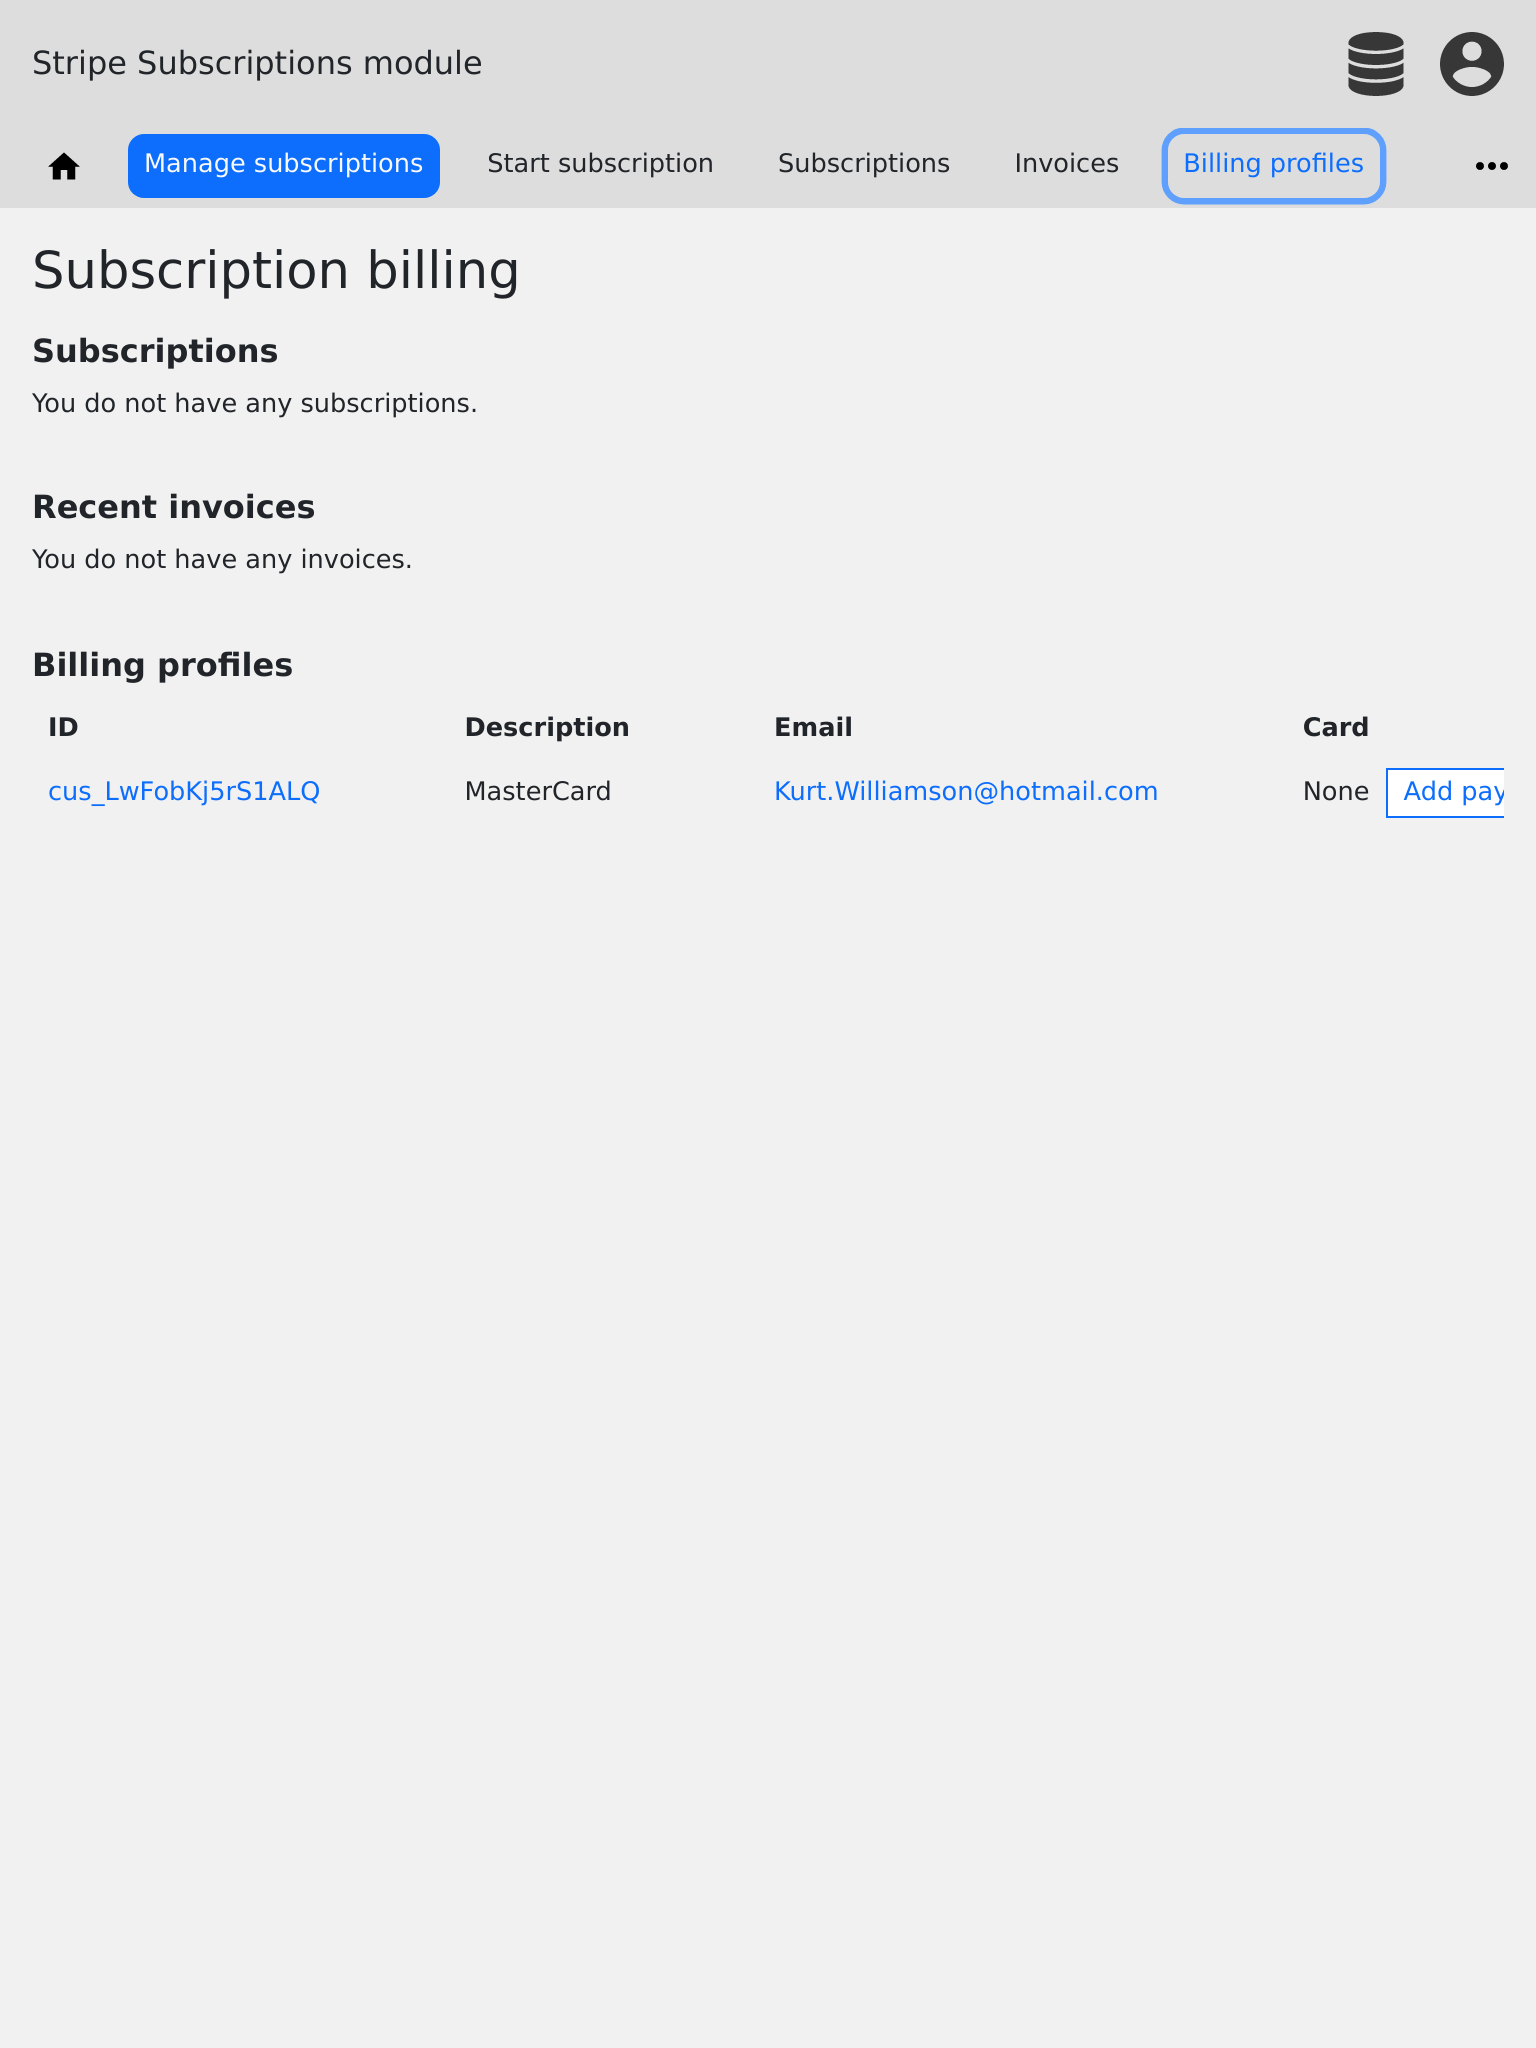 Stripe Subscriptions module
Manage subscriptions Start subscription Subscriptions Invoices Billing profiles
Subscription billing
Subscriptions
You do not have any subscriptions.
Recent invoices
You do not have any invoices.
Billing profiles
ID Description Email Card
cus_LwFobKj5rS1ALQ MasterCard Kurt.Williamson@hotmail.com None Add pay